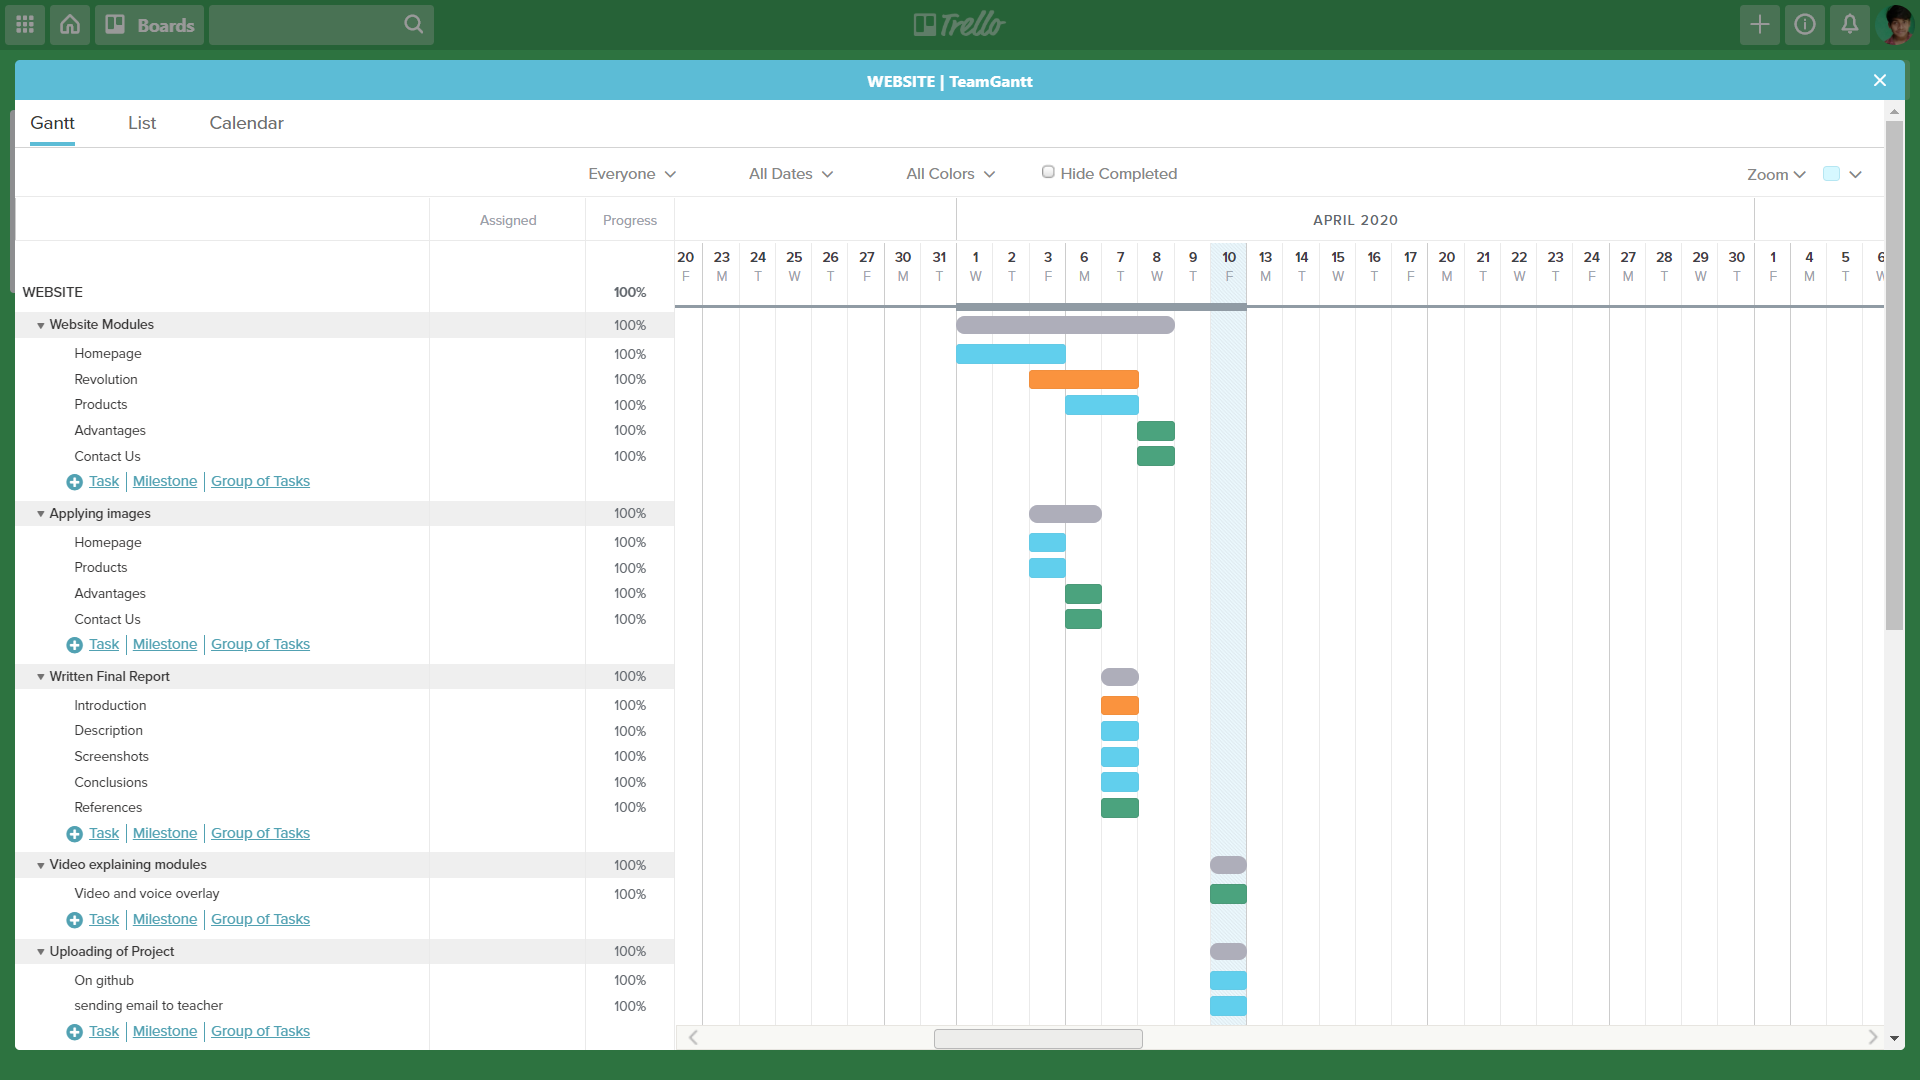 Boards
Trello
WEBSITE | TeamGantt
Gantt List Calendar
Everyone All Dates All Colors Hide Completed Zoom
Assigned Progress APRIL 2020
20 23 24 25 26 27 30 31 1 2 3 6 7 8 9 10 13 14 15 16 17 20 21 22 23 24 27 28 29 30 1 4 5 6
F M T W T F M T W T F M T W T F M T W T F M T W T F M T W T F M T W
WEBSITE 100%
Website Modules 100%
Homepage 100%
Revolution 100%
Products 100%
Advantages 100%
Contact Us 100%
Task | Milestone | Group of Tasks
Applying images 100%
Homepage 100%
Products 100%
Advantages 100%
Contact Us 100%
Task | Milestone | Group of Tasks
Written Final Report 100%
Introduction 100%
Description 100%
Screenshots 100%
Conclusions 100%
References 100%
Task | Milestone | Group of Tasks
Video explaining modules 100%
Video and voice overlay 100%
Task | Milestone | Group of Tasks
Uploading of Project 100%
On github 100%
sending email to teacher 100%
Task | Milestone | Group of Tasks